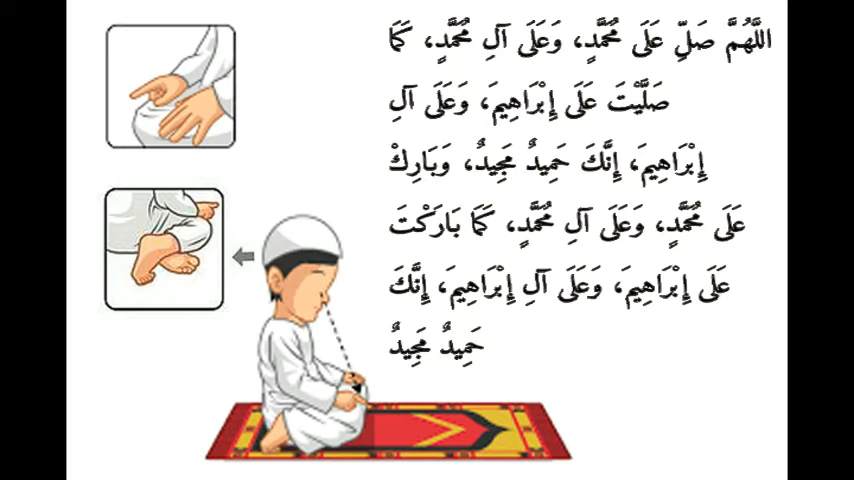 اللَّهُمَّ صَلِّ عَلَى مُحَمَّدٍ، وَعَلَى آلِ مُحَمَّدٍ، كَمَا
صَلَّيْتَ عَلَى إِبْرَاهِيمَ، وَعَلَى آلِ
إِبْرَاهِيمَ، إِنَّكَ حَمِيدٌ مَجِيدٌ، وَبَارِكْ
عَلَى مُحَمَّدٍ، وَعَلَى آلِ مُحَمَّدٍ، كَمَا بَارَكْتَ
عَلَى إِبْرَاهِيمَ، وَعَلَى آلِ إِبْرَاهِيمَ، إِنَّكَ
حَمِيدٌ مَجِيدٌ